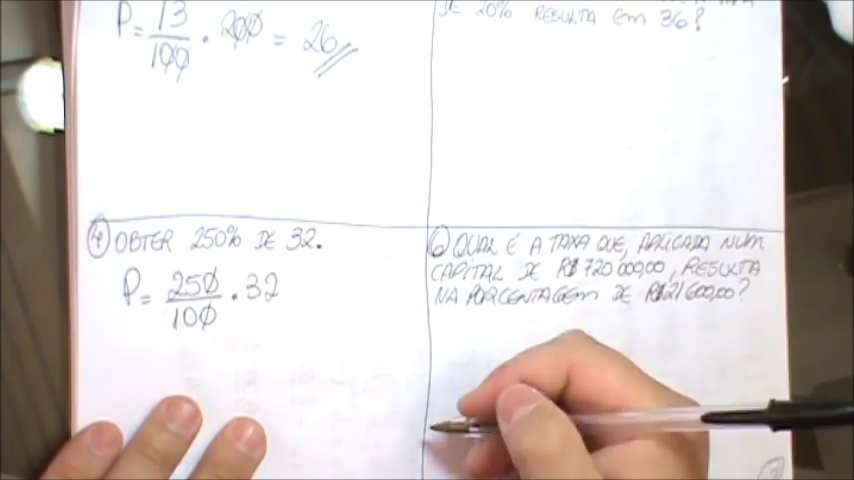 P = 13/100 . 200 = 26
DE 20% RESULTA EM 36?
4 OBTER 250% DE 32.
P = 250/100 . 32
6 QUAL É A TAXA QUE, APLICADA NUM
CAPITAL DE R$ 720 000,00, RESULTA
NA PORCENTAGEM DE R$ 21 600,00?